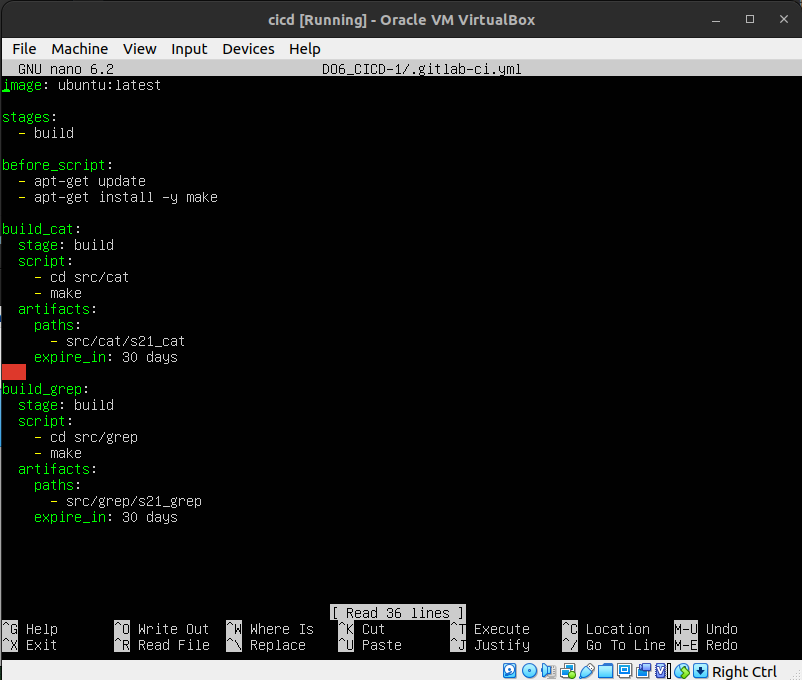 cicd [Running] - Oracle VM VirtualBox
File Machine View Input Devices Help
GNU nano 6.2 DO6_CICD-1/.gitlab-ci.yml
image: ubuntu:latest
stages:
- build
before_script:
- apt-get update
- apt-get install -y make
build_cat:
stage: build
script:
- cd src/cat
- make
artifacts:
paths:
- src/cat/s21_cat
expire_in: 30 days
build_grep:
stage: build
script:
- cd src/grep
- make
artifacts:
paths:
- src/grep/s21_grep
expire_in: 30 days
[ Read 36 lines ]
^G Help ^O Write Out ^W Where Is ^K Cut ^T Execute ^C Location M-U Undo
^X Exit ^R Read File ^\ Replace ^U Paste ^J Justify ^/ Go To Line M-E Redo
Right Ctrl